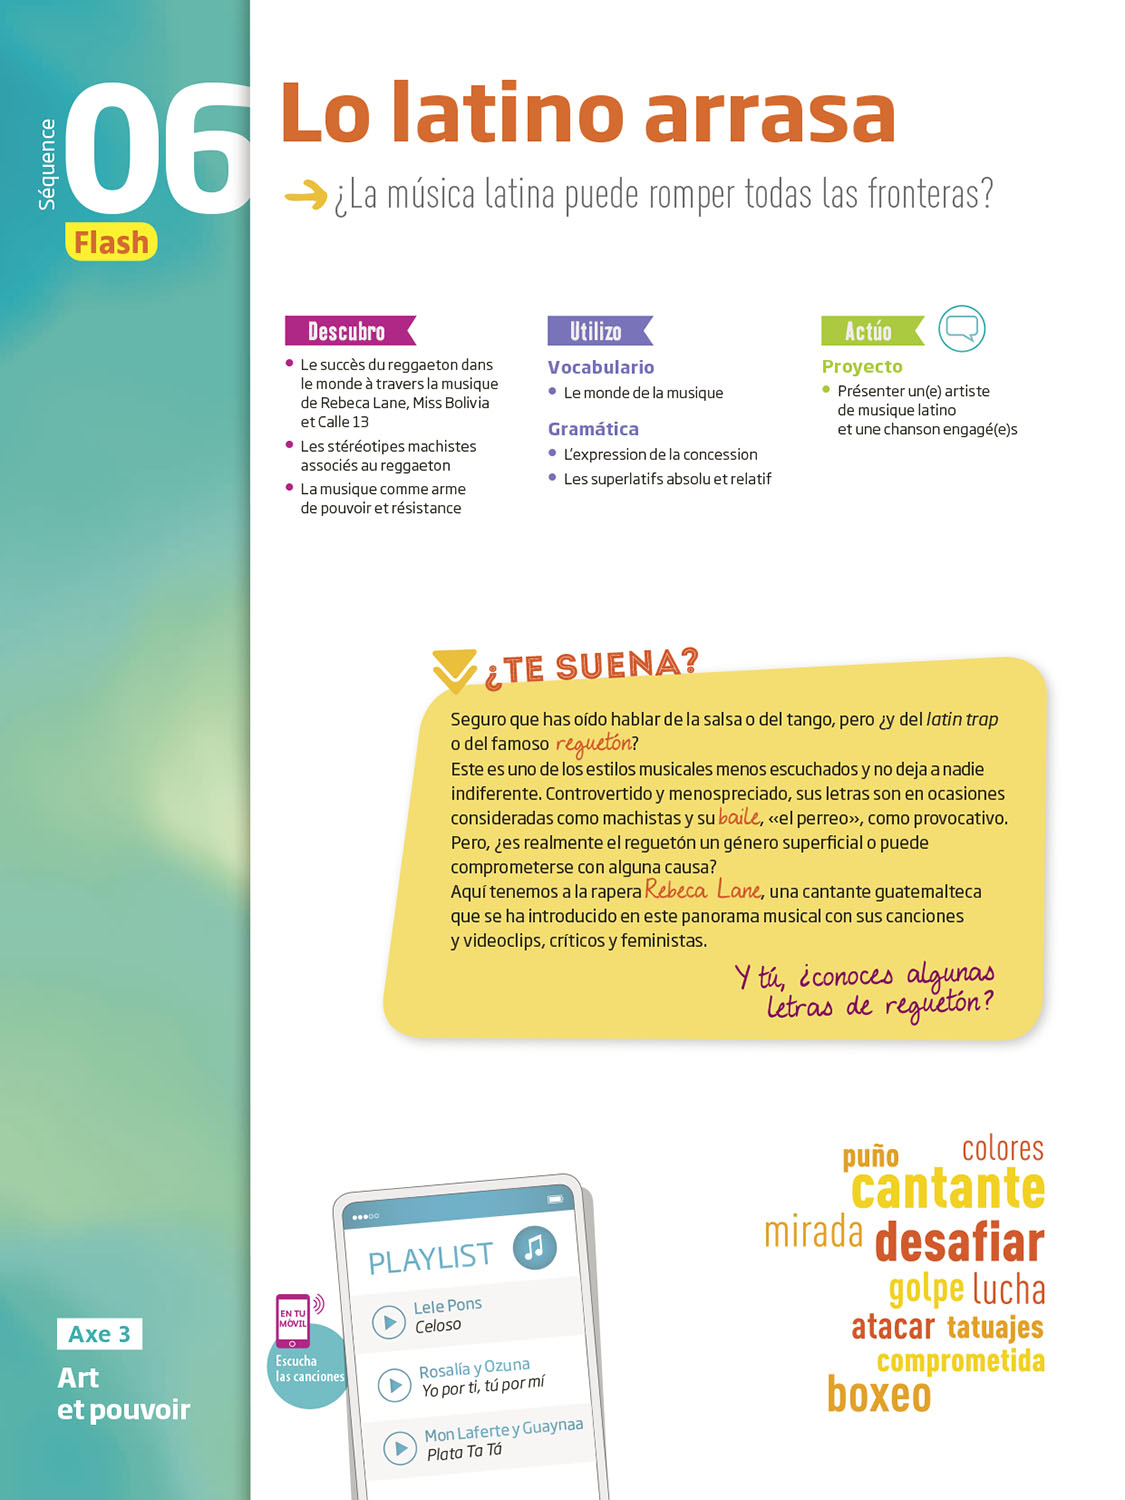 Séquence
06
Flash
Lo latino arrasa
¿La música latina puede romper todas las fronteras?
Descubro
• Le succès du reggaeton dans
le monde à travers la musique
de Rebeca Lane, Miss Bolivia
et Calle 13
• Les stéréotypes machistes
associés au reggaeton
• La musique comme arme
de pouvoir et résistance
Utilizo
Vocabulario
• Le monde de la musique
Gramática
• L'expression de la concession
• Les superlatifs absolu et relatif
Actúo
Proyecto
• Présenter un(e) artiste
de musique latino
et une chanson engagé(e)s
¿TE SUENA?
Seguro que has oído hablar de la salsa o del tango, pero ¿y del latin trap
o del famoso reguetón?
Este es uno de los estilos musicales menos escuchados y no deja a nadie
indiferente. Controvertido y menospreciado, sus letras son en ocasiones
consideradas como machistas y su baile, «el perreo», como provocativo.
Pero, ¿es realmente el reguetón un género superficial o puede
comprometerse con alguna causa?
Aquí tenemos a la rapera Rebeca Lane, una cantante guatemalteca
que se ha introducido en este panorama musical con sus canciones
y videoclips, críticos y feministas.
Y tú, ¿conoces algunas
letras de reguetón?
PLAYLIST
Lele Pons
Celoso
Rosalía y Ozuna
Yo por ti, tú por mí
Mon Laferte y Guaynaa
Plata Ta Tá
EN TU
MÓVIL
Escucha
las canciones
puño
colores
cantante
mirada
desafiar
golpe
lucha
atacar
tatuajes
comprometida
boxeo
Axe 3
Art
et pouvoir